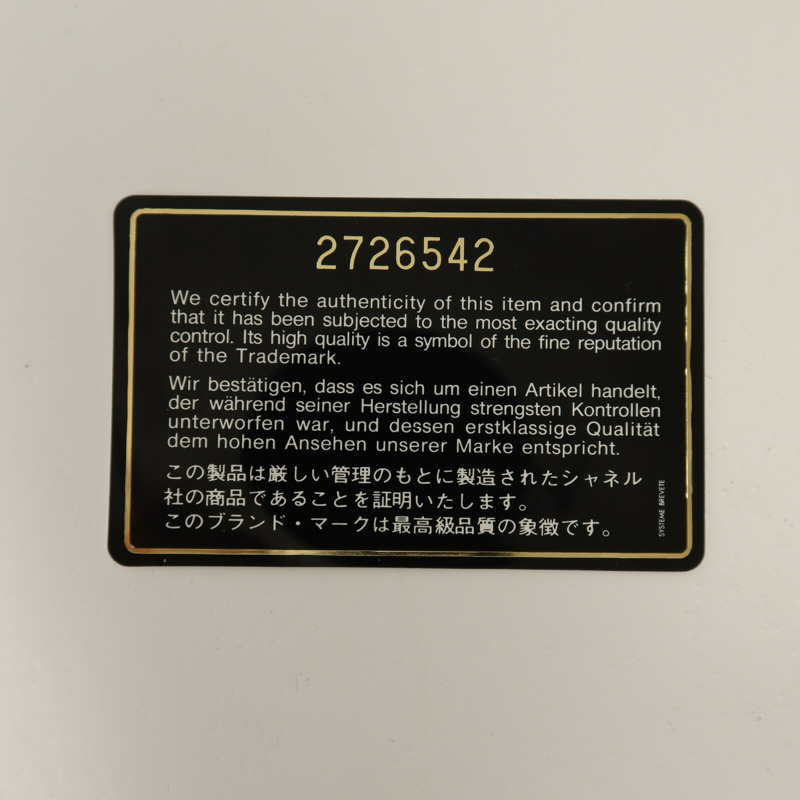 2726542
We certify the authenticity of this item and confirm
that it has been subjected to the most exacting quality
control. Its high quality is a symbol of the fine reputation
of the Trademark.
Wir bestätigen, dass es sich um einen Artikel handelt,
der während seiner Herstellung strengsten Kontrollen
unterworfen war, und dessen erstklassige Qualität
dem hohen Ansehen unserer Marke entspricht.
この製品は厳しい管理のもとに製造されたシャネル
社の商品であることを証明いたします。
このブランド・マークは最高級品質の象徴です。
SYSTEME BREVETE